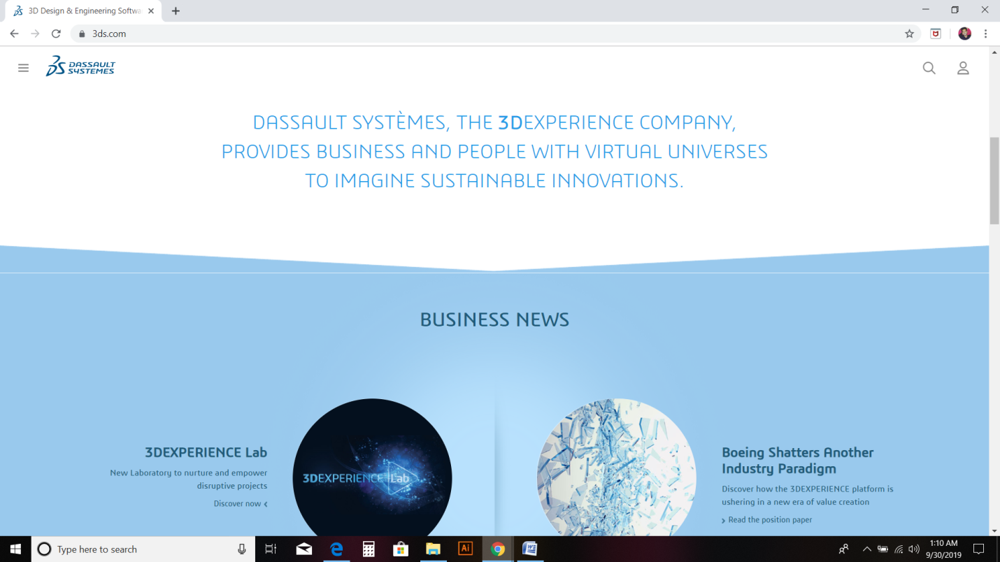 3D Design & Engineering Softwa
3ds.com
DASSAULT
SYSTEMES
DASSAULT SYSTÈMES, THE 3DEXPERIENCE COMPANY,
PROVIDES BUSINESS AND PEOPLE WITH VIRTUAL UNIVERSES
TO IMAGINE SUSTAINABLE INNOVATIONS.
BUSINESS NEWS
3DEXPERIENCE Lab
New Laboratory to nurture and empower
disruptive projects
Discover now
3DEXPERIENCE Lab
Boeing Shatters Another
Industry Paradigm
Discover how the 3DEXPERIENCE platform is
ushering in a new era of value creation
Read the position paper
Type here to search
Ai
1:10 AM
9/30/2019